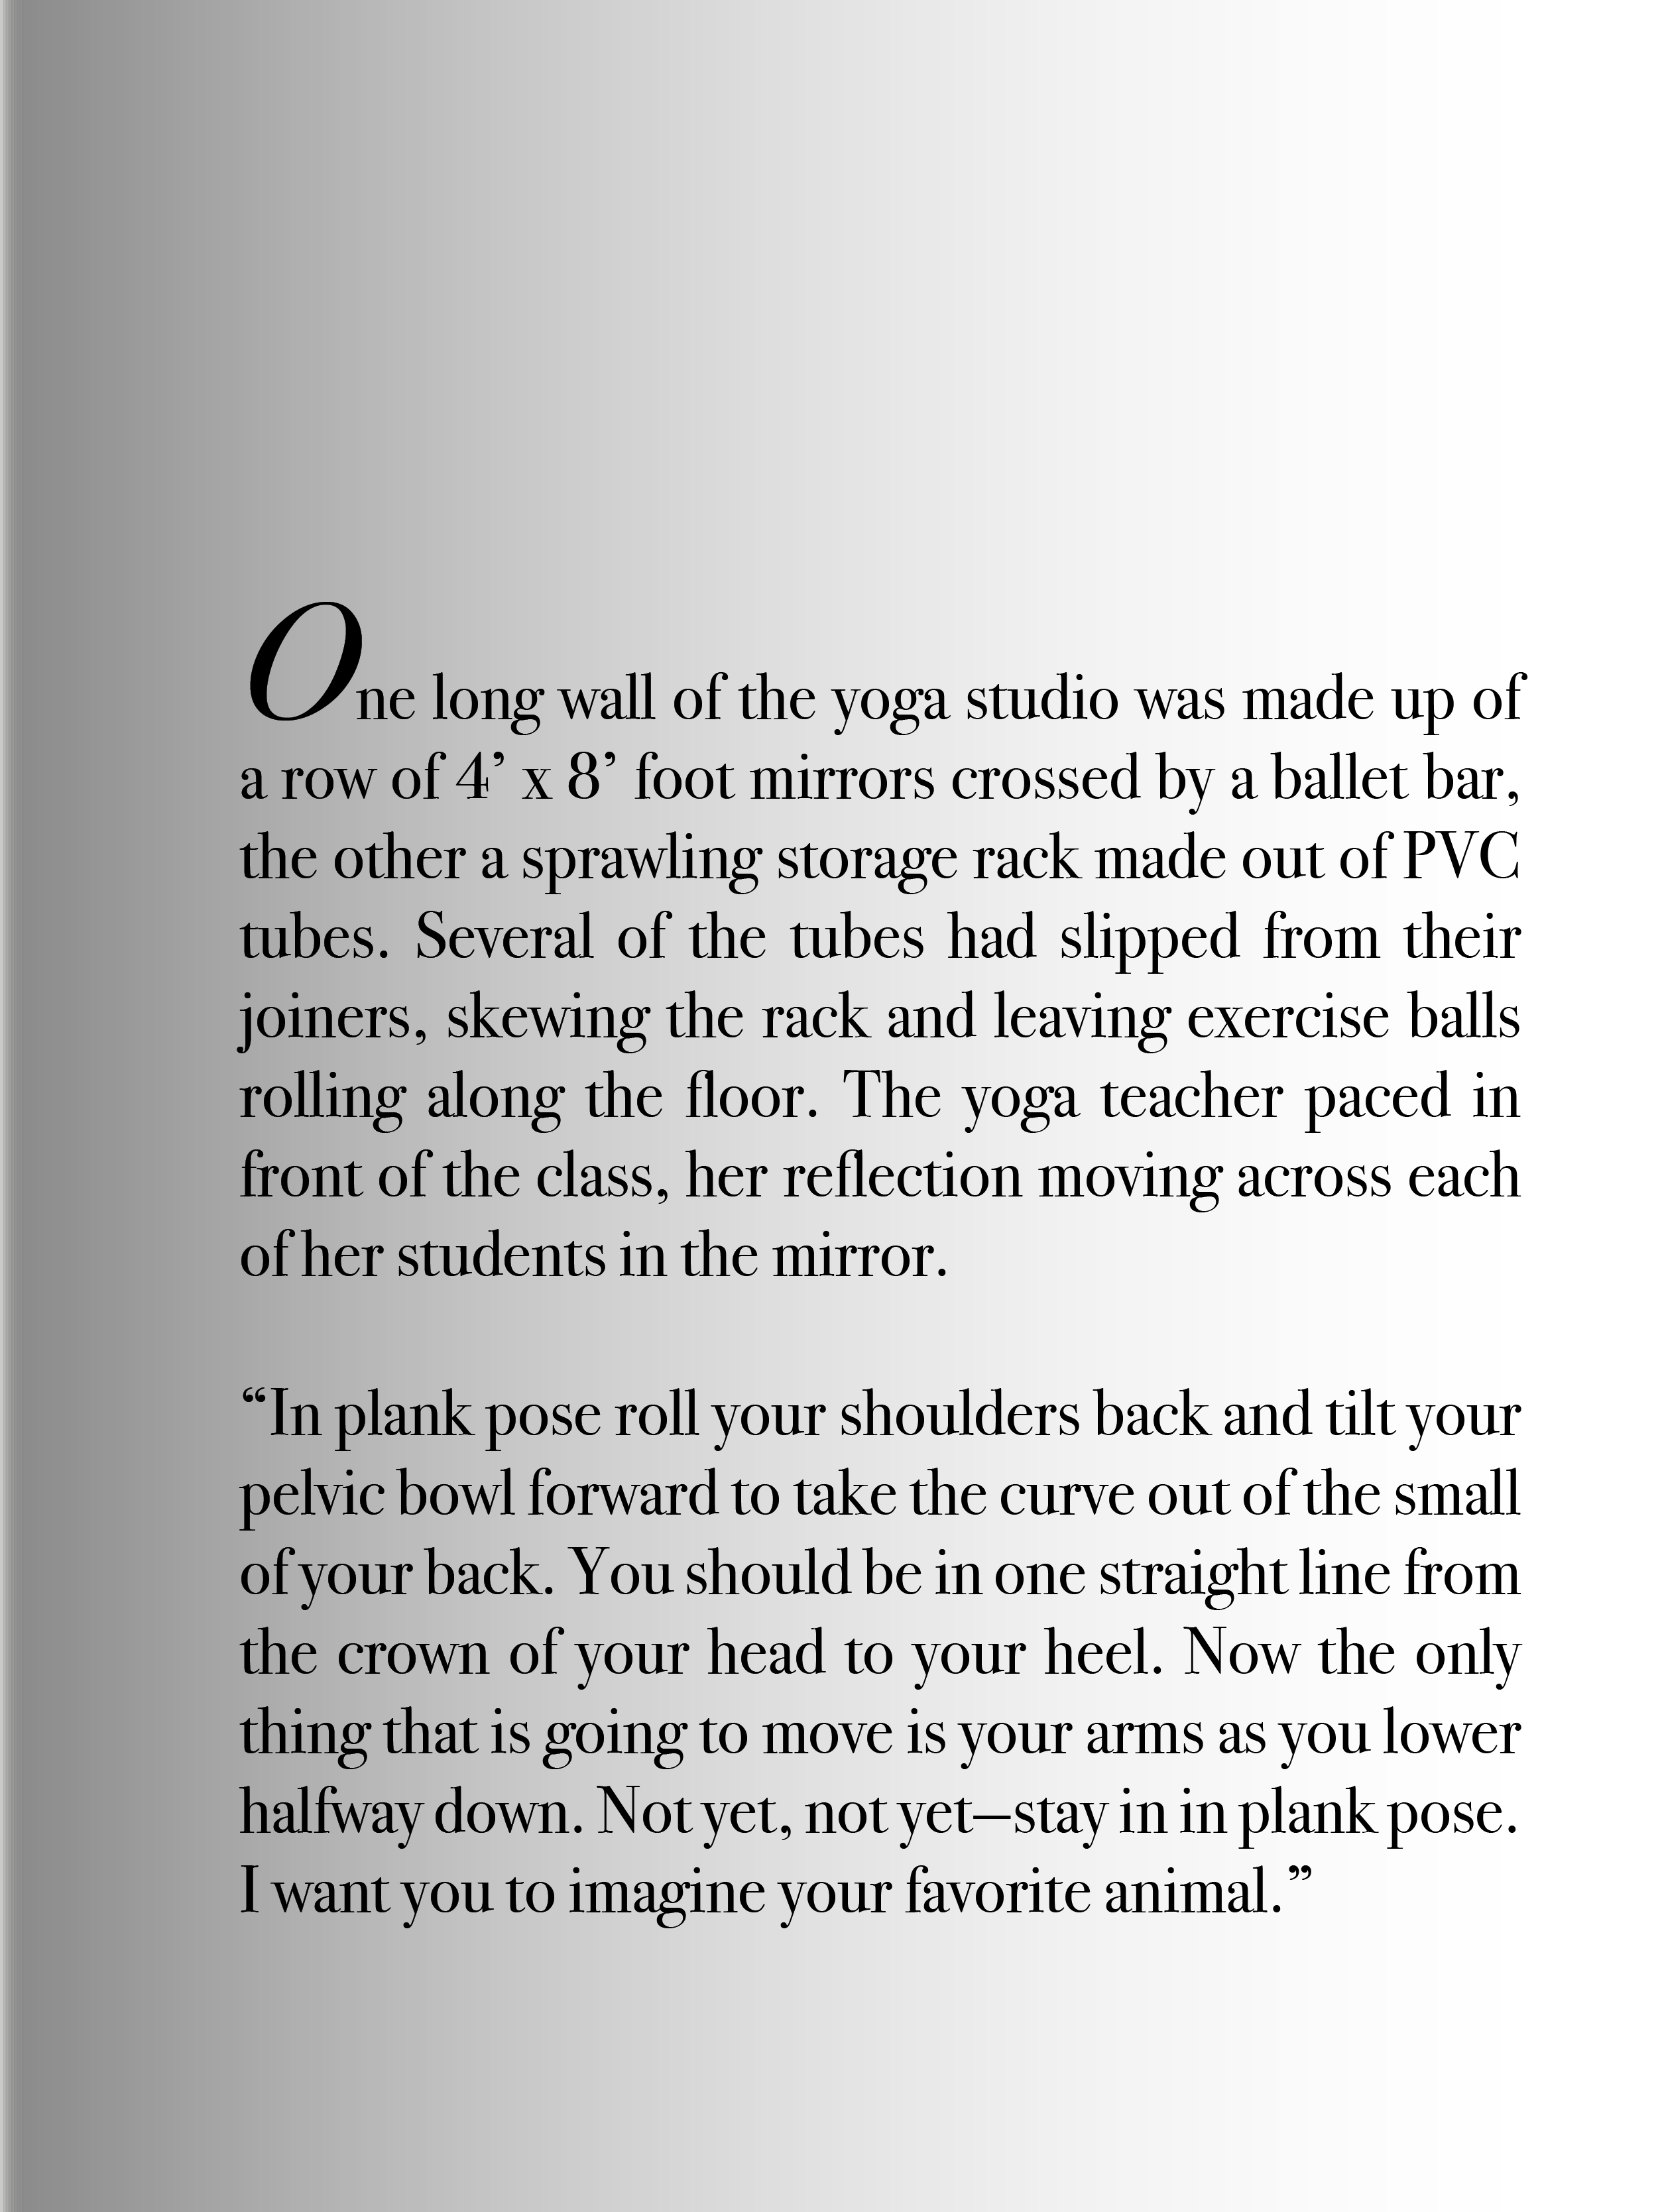 One long wall of the yoga studio was made up of
a row of 4’ x 8’ foot mirrors crossed by a ballet bar,
the other a sprawling storage rack made out of PVC
tubes. Several of the tubes had slipped from their
joiners, skewing the rack and leaving exercise balls
rolling along the floor. The yoga teacher paced in
front of the class, her reflection moving across each
of her students in the mirror.
“In plank pose roll your shoulders back and tilt your
pelvic bowl forward to take the curve out of the small
of your back. You should be in one straight line from
the crown of your head to your heel. Now the only
thing that is going to move is your arms as you lower
halfway down. Not yet, not yet—stay in in plank pose.
I want you to imagine your favorite animal.”